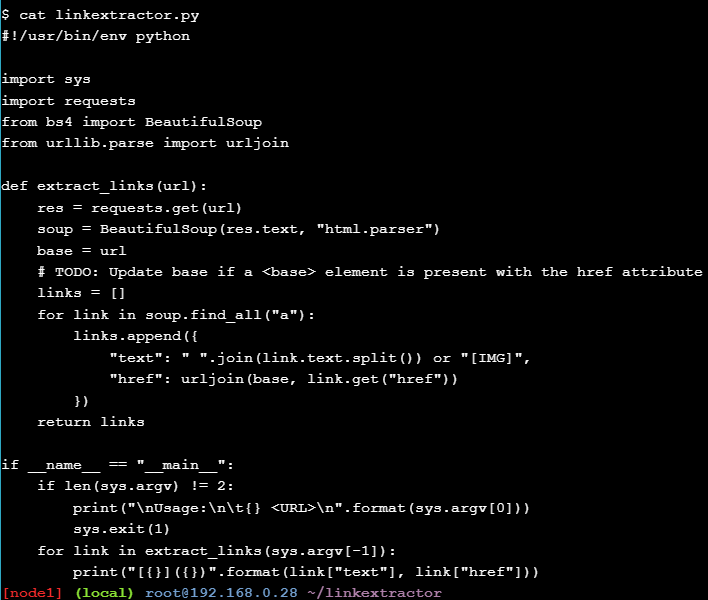 $ cat linkextractor.py
#!/usr/bin/env python

import sys
import requests
from bs4 import BeautifulSoup
from urllib.parse import urljoin

def extract_links(url):
    res = requests.get(url)
    soup = BeautifulSoup(res.text, "html.parser")
    base = url
    # TODO: Update base if a <base> element is present with the href attribute
    links = []
    for link in soup.find_all("a"):
        links.append({
            "text": " ".join(link.text.split()) or "[IMG]",
            "href": urljoin(base, link.get("href"))
        })
    return links

if __name__ == "__main__":
    if len(sys.argv) != 2:
        print("\nUsage:\n\t{} <URL>\n".format(sys.argv[0]))
        sys.exit(1)
    for link in extract_links(sys.argv[-1]):
        print("[{}]({})".format(link["text"], link["href"]))
[node1] (local) root@192.168.0.28 ~/linkextractor